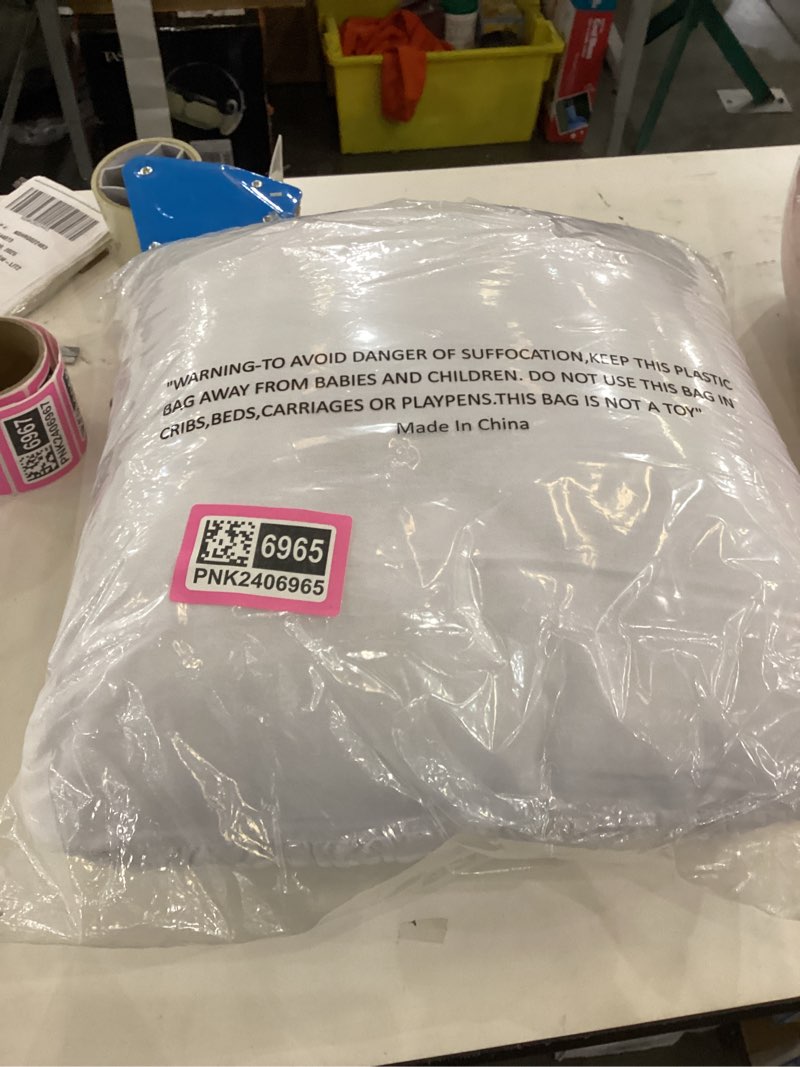 "WARNING-TO AVOID DANGER OF SUFFOCATION,KEEP THIS PLASTIC
BAG AWAY FROM BABIES AND CHILDREN. DO NOT USE THIS BAG IN
CRIBS,BEDS,CARRIAGES OR PLAYPENS.THIS BAG IS NOT A TOY"
Made In China
6965
PNK2406965
6967
PNK2406967